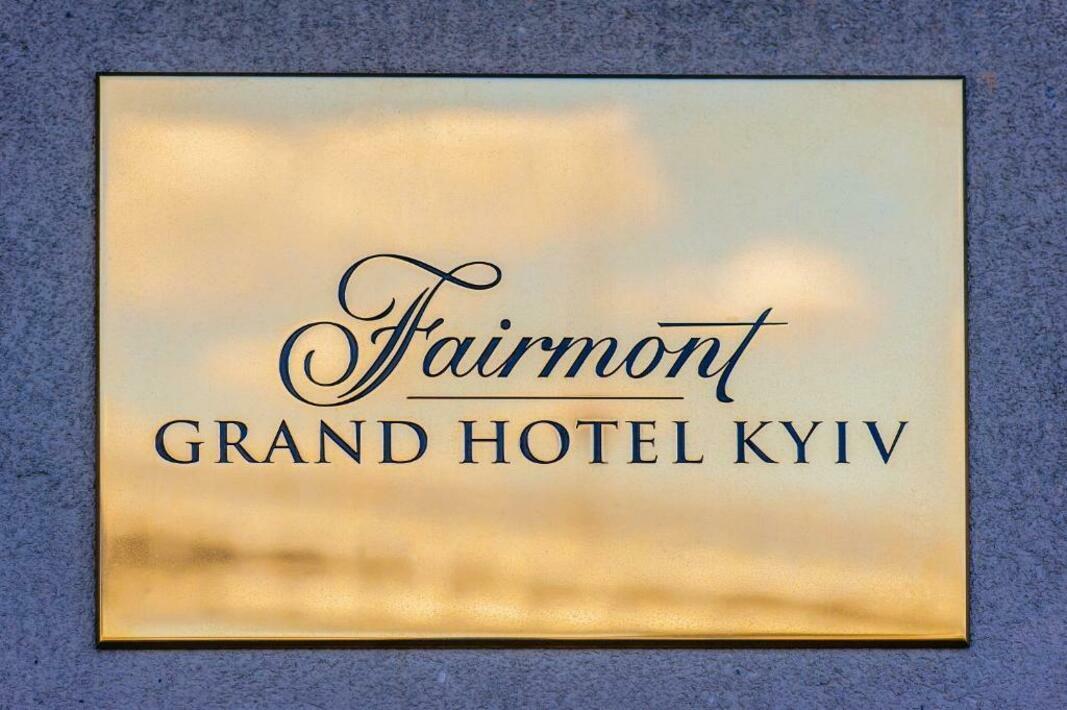 Fairmont
GRAND HOTEL KYIV